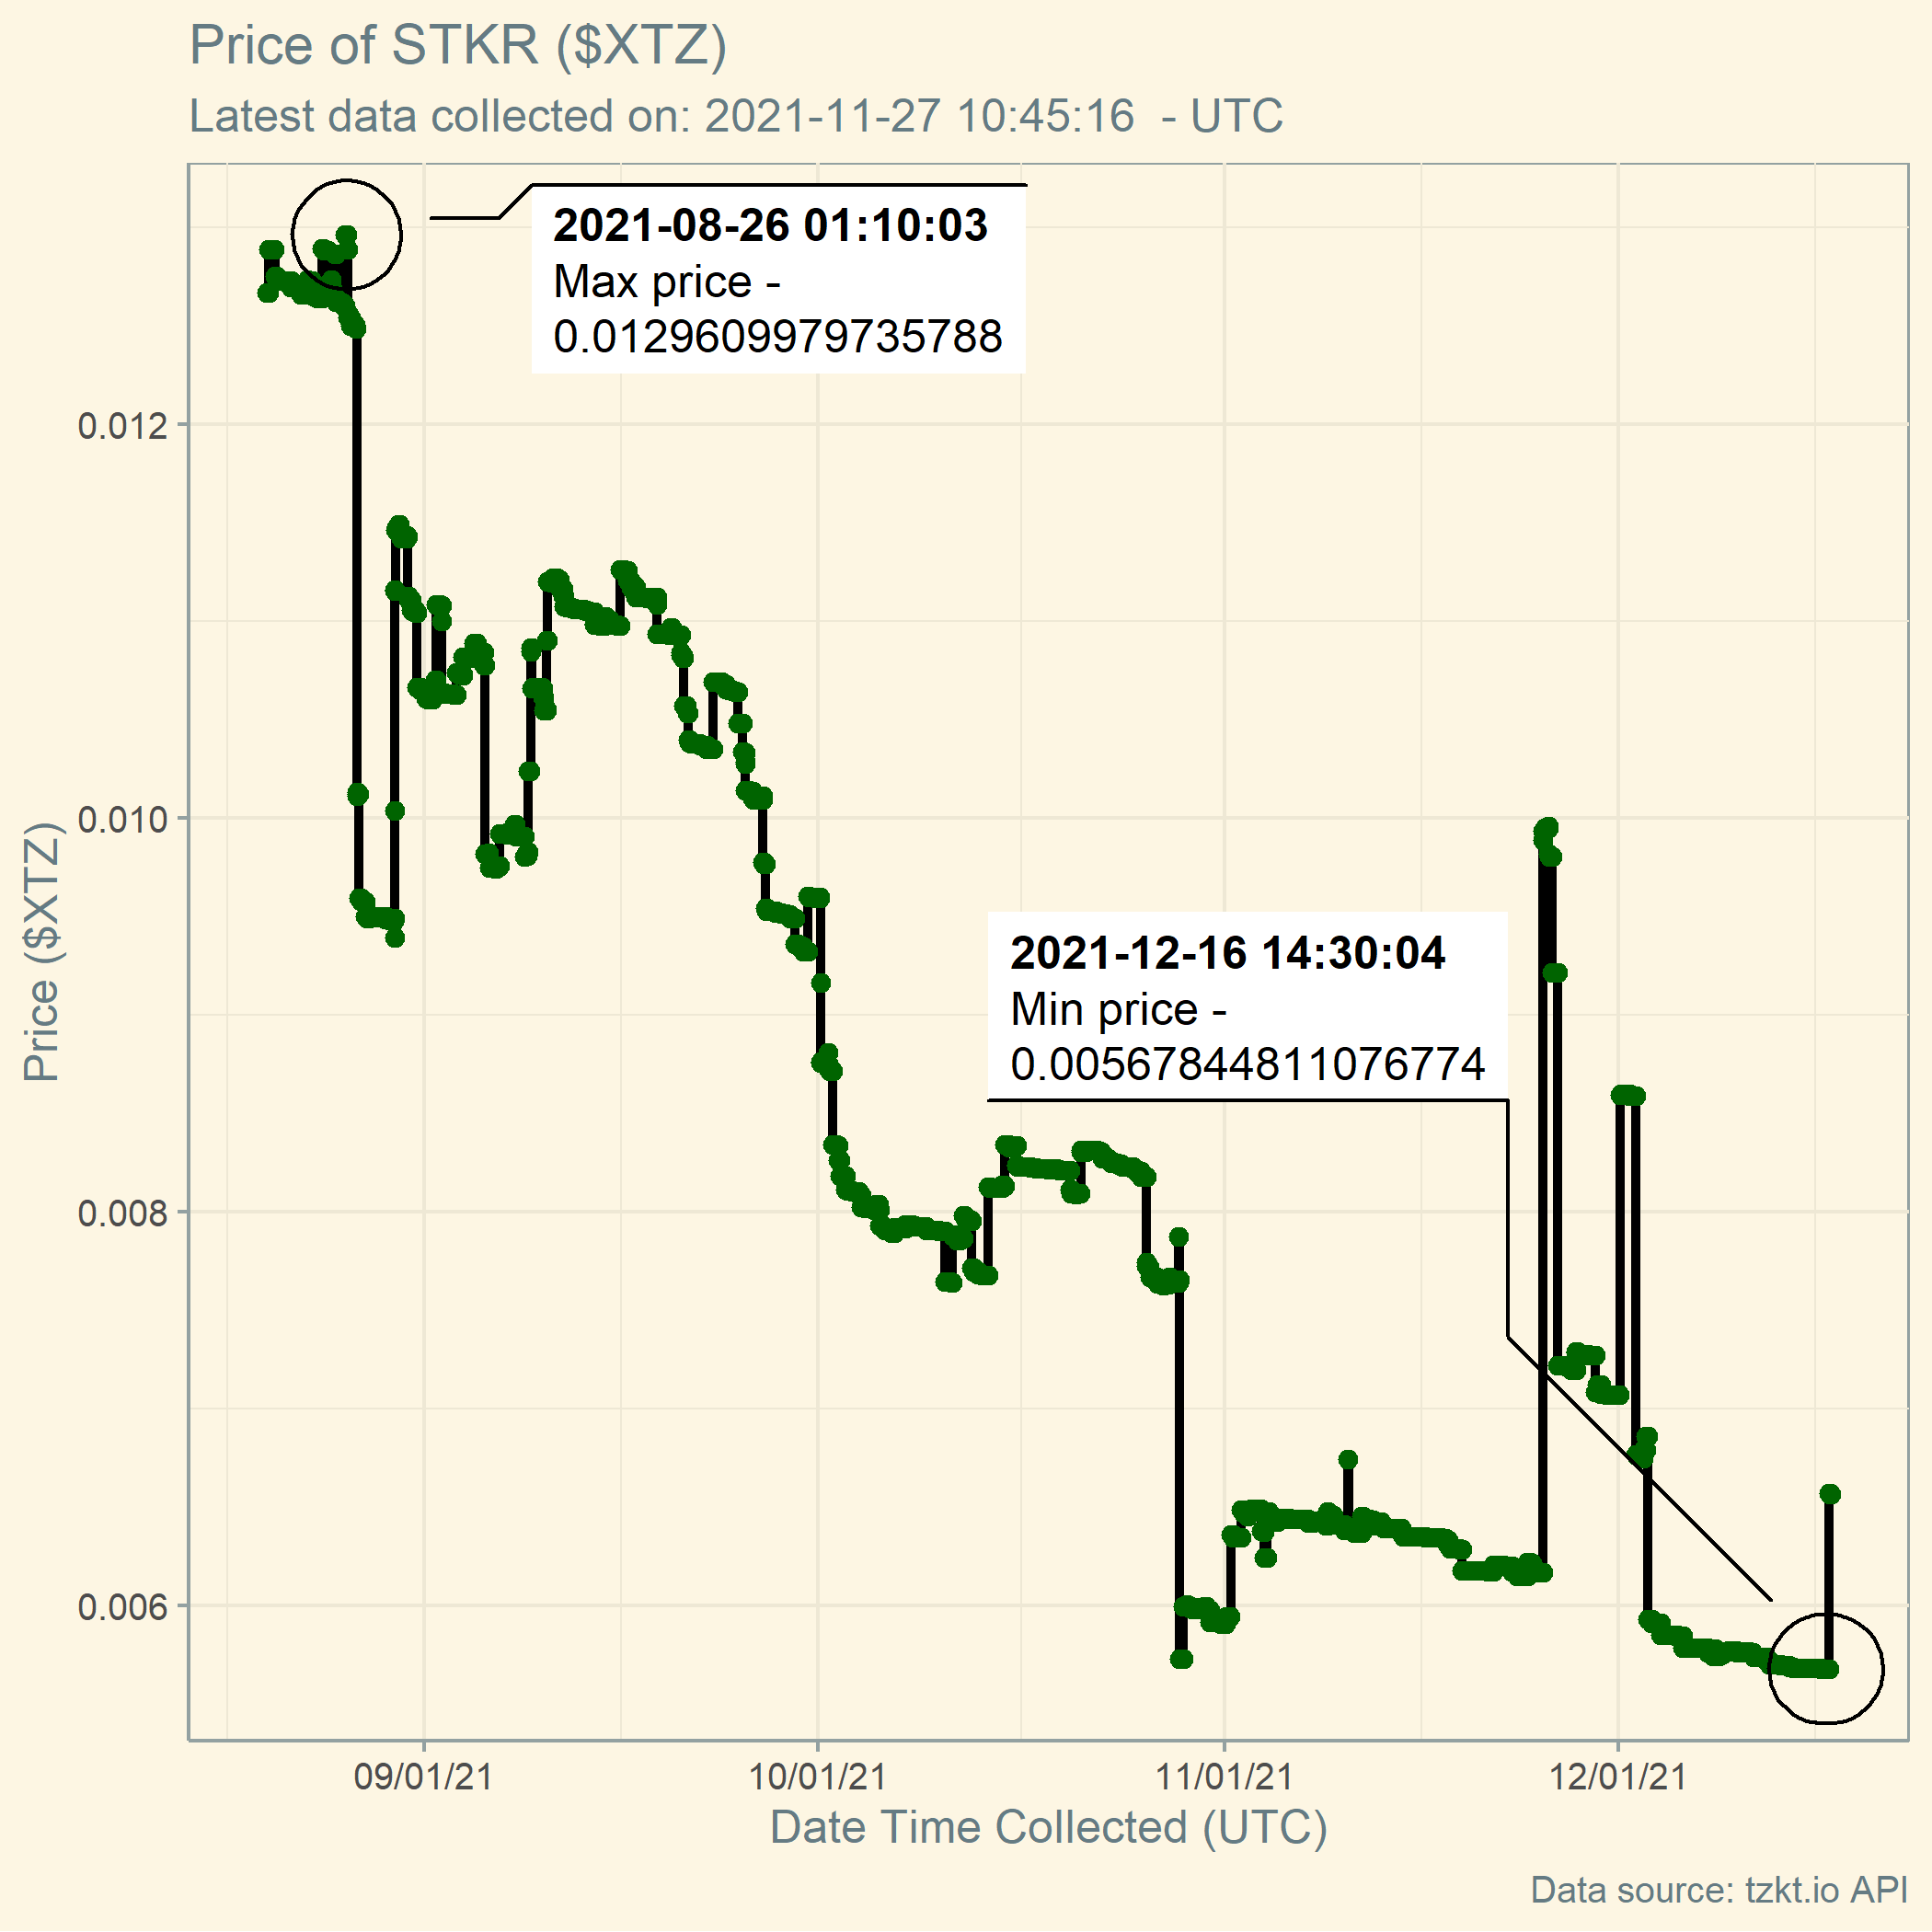 Price of STKR ($XTZ)
Latest data collected on: 2021-11-27 10:45:16  - UTC
2021-08-26 01:10:03
Max price -
0.0129609979735788
0.012
0.010
0.008
0.006
Price ($XTZ)
2021-12-16 14:30:04
Min price -
0.00567844811076774
09/01/21
10/01/21
11/01/21
12/01/21
Date Time Collected (UTC)
Data source: tzkt.io API